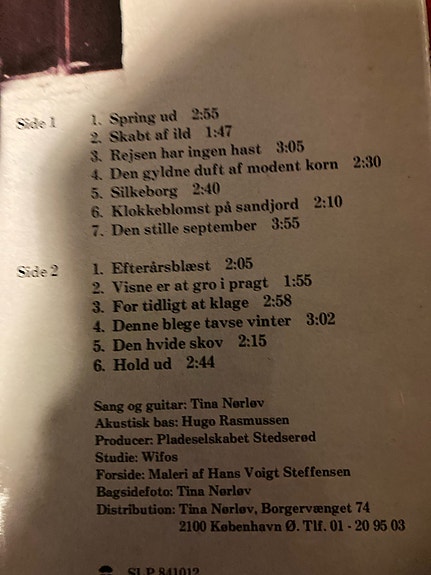 Side 1 1. Spring ud 2:55
2. Skabt af ild 1:47
3. Rejsen har ingen hast 3:05
4. Den gyldne duft af modent korn 2:30
5. Silkeborg 2:40
6. Klokkeblomst på sandjord 2:10
7. Den stille september 3:55
Side 2 1. Efterårsblæst 2:05
2. Visne er at gro i pragt 1:55
3. For tidligt at klage 2:58
4. Denne blege tavse vinter 3:02
5. Den hvide skov 2:15
6. Hold ud 2:44
Sang og guitar: Tina Nørløv
Akustisk bas: Hugo Rasmussen
Producer: Pladeselskabet Stedserød
Studie: Wifos
Forside: Maleri af Hans Voigt Steffensen
Bagsidefoto: Tina Nørløv
Distribution: Tina Nørløv, Borgervænget 74
2100 København Ø. Tlf. 01 - 20 95 03
SLP 841012